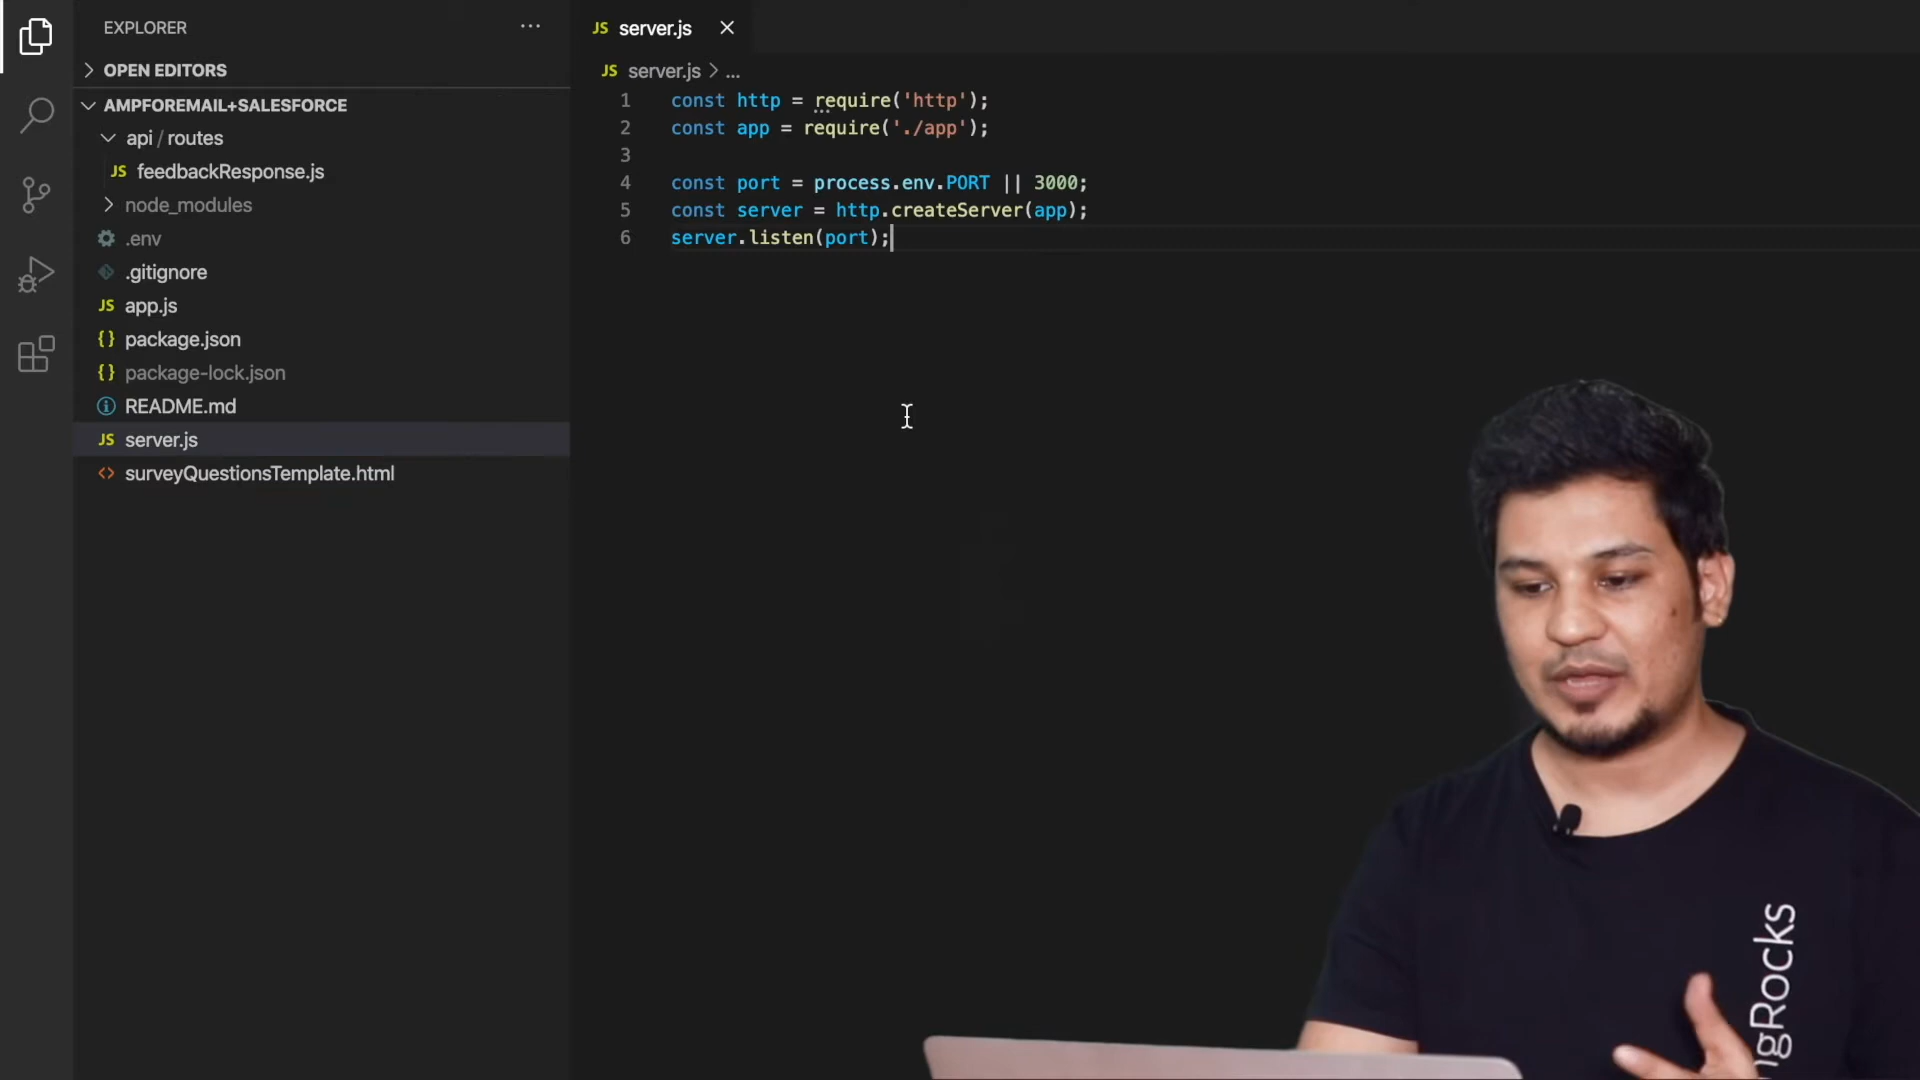 EXPLORER
OPEN EDITORS
AMPFOREMAIL+SALESFORCE
api / routes
JS feedbackResponse.js
node_modules
.env
.gitignore
JS app.js
{} package.json
{} package-lock.json
README.md
JS server.js
<> surveyQuestionsTemplate.html
JS server.js
JS server.js > ...
1 const http = require('http');
2 const app = require('./app');
3
4 const port = process.env.PORT || 3000;
5 const server = http.createServer(app);
6 server.listen(port);
ngRocks